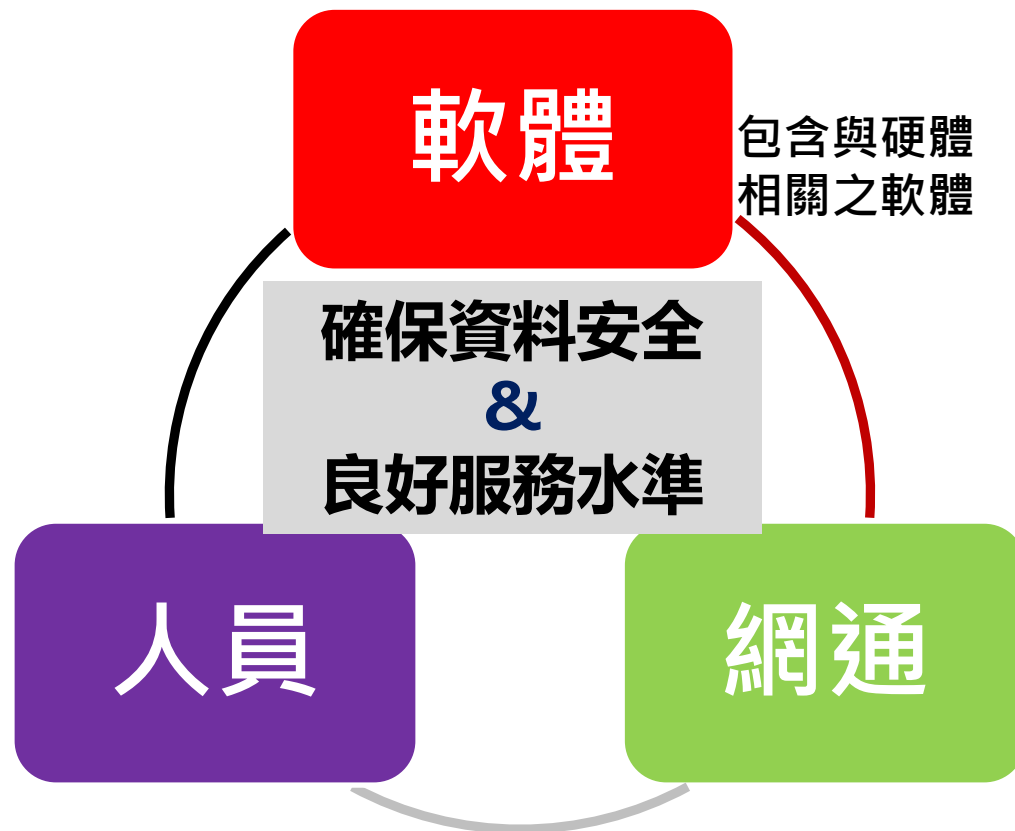 軟體
包含與硬體
相關之軟體
確保資料安全
&
良好服務水準
人員
網通